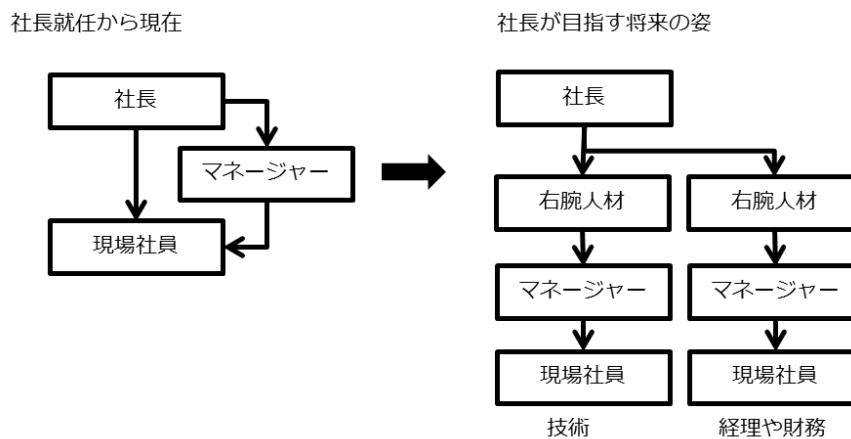 社長就任から現在
社長
マネージャー
現場社員
社長が目指す将来の姿
社長
右腕人材
右腕人材
マネージャー
マネージャー
現場社員
現場社員
技術
経理や財務